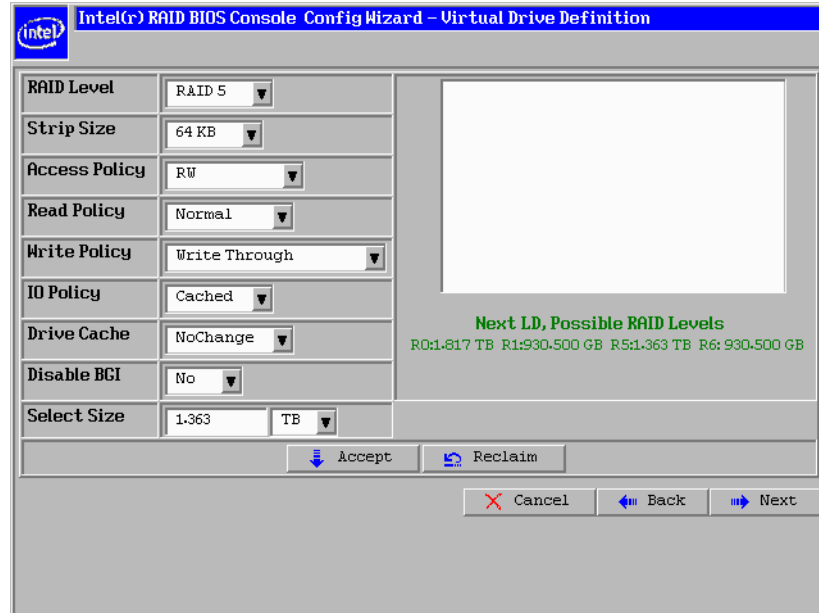 intel
Intel(r) RAID BIOS Console Config Wizard – Virtual Drive Definition
RAID Level RAID 5
Strip Size 64 KB
Access Policy RW
Read Policy Normal
Write Policy Write Through
IO Policy Cached
Drive Cache NoChange
Disable BGI No
Select Size 1.363 TB
Next LD, Possible RAID Levels
R0:1.817 TB R1:930.500 GB R5:1.363 TB R6: 930.500 GB
Accept Reclaim
Cancel Back Next